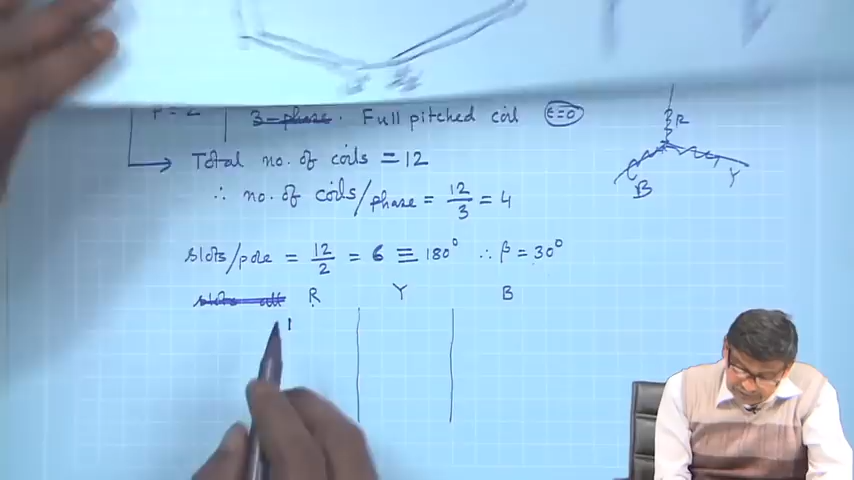 3-phase. Full pitched coil ε=0
R
B
Y
Total no. of coils = 12
∴ no. of coils/phase = 12/3 = 4
slots/pole = 12/2 = 6 ≡ 180° ∴ β = 30°
R Y B
1